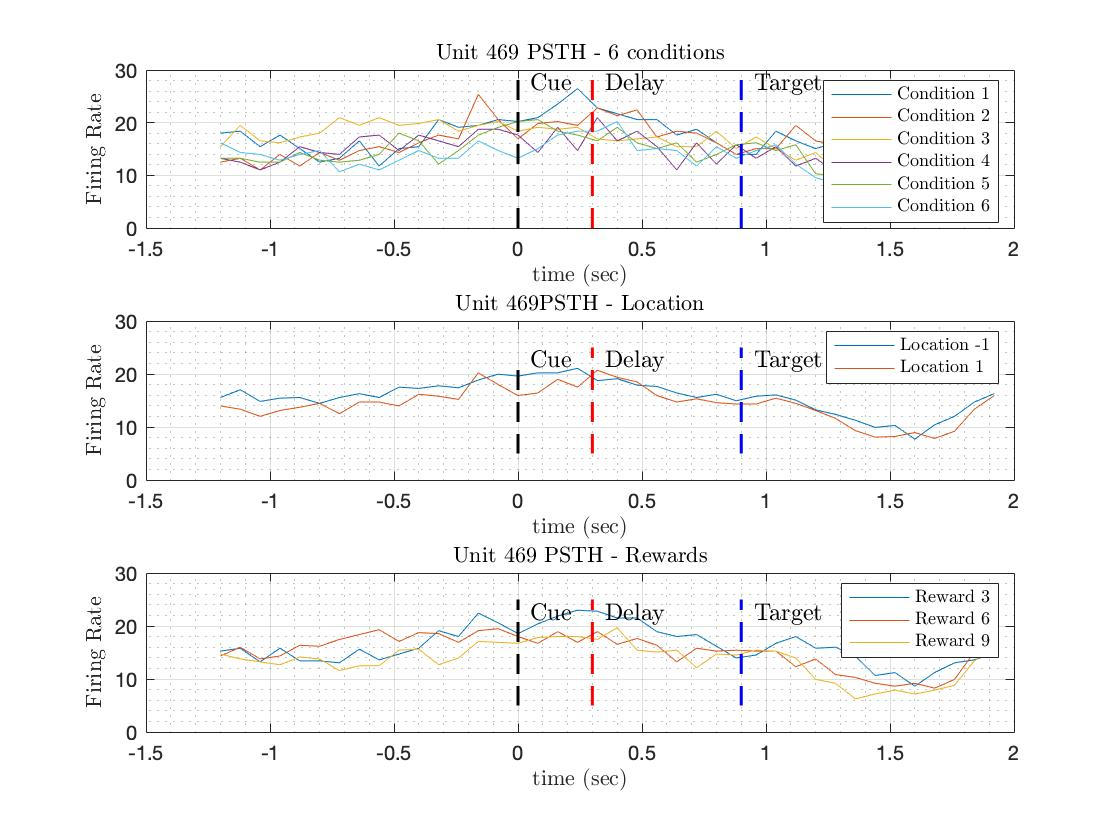 Unit 469 PSTH - 6 conditions
Firing Rate
30
20
10
0
Cue
Delay
Target
Condition 1
Condition 2
Condition 3
Condition 4
Condition 5
Condition 6
-1.5
-1
-0.5
0
0.5
1
1.5
2
time (sec)
Unit 469PSTH - Location
Firing Rate
30
20
10
0
Cue
Delay
Target
Location -1
Location 1
-1.5
-1
-0.5
0
0.5
1
1.5
2
time (sec)
Unit 469 PSTH - Rewards
Firing Rate
30
20
10
0
Cue
Delay
Target
Reward 3
Reward 6
Reward 9
-1.5
-1
-0.5
0
0.5
1
1.5
2
time (sec)